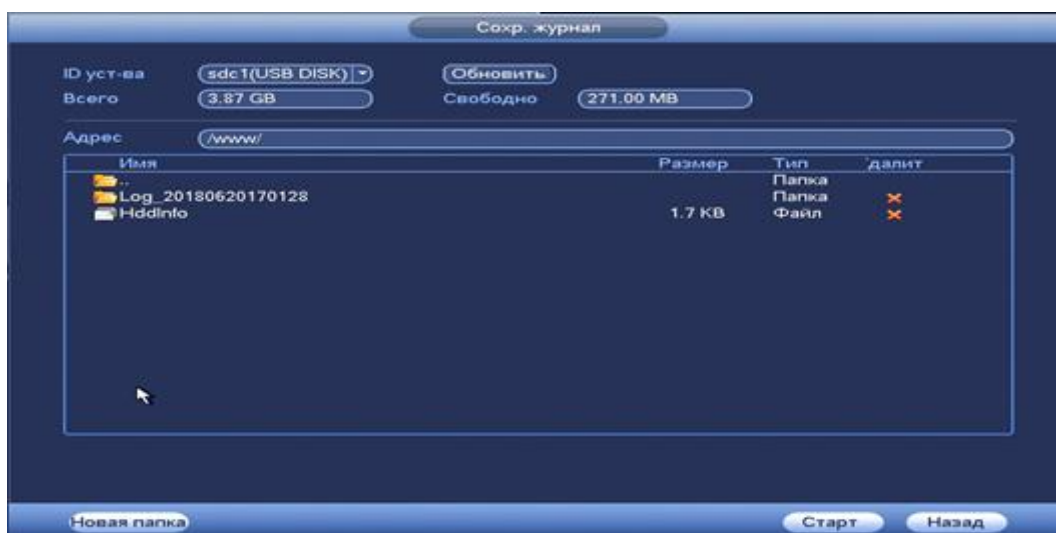 Сохр. журнал
ID уст-ва sdc1(USB DISK) Обновить
Всего 3.87 GB Свободно 271.00 MB
Адрес /www/
Имя Размер Тип далит
.. Папка
Log_20180620170128 Папка
HddInfo 1.7 KB Файл
Новая папка Старт Назад